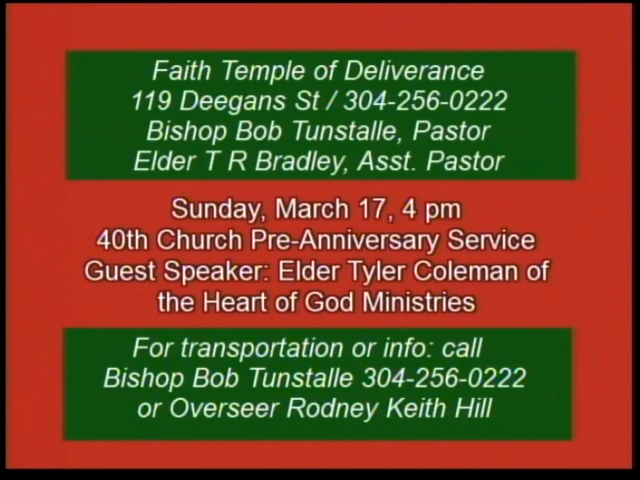 Faith Temple of Deliverance
119 Deegans St / 304-256-0222
Bishop Bob Tunstalle, Pastor
Elder T R Bradley, Asst. Pastor
Sunday, March 17, 4 pm
40th Church Pre-Anniversary Service
Guest Speaker: Elder Tyler Coleman of
the Heart of God Ministries
For transportation or info: call
Bishop Bob Tunstalle 304-256-0222
or Overseer Rodney Keith Hill